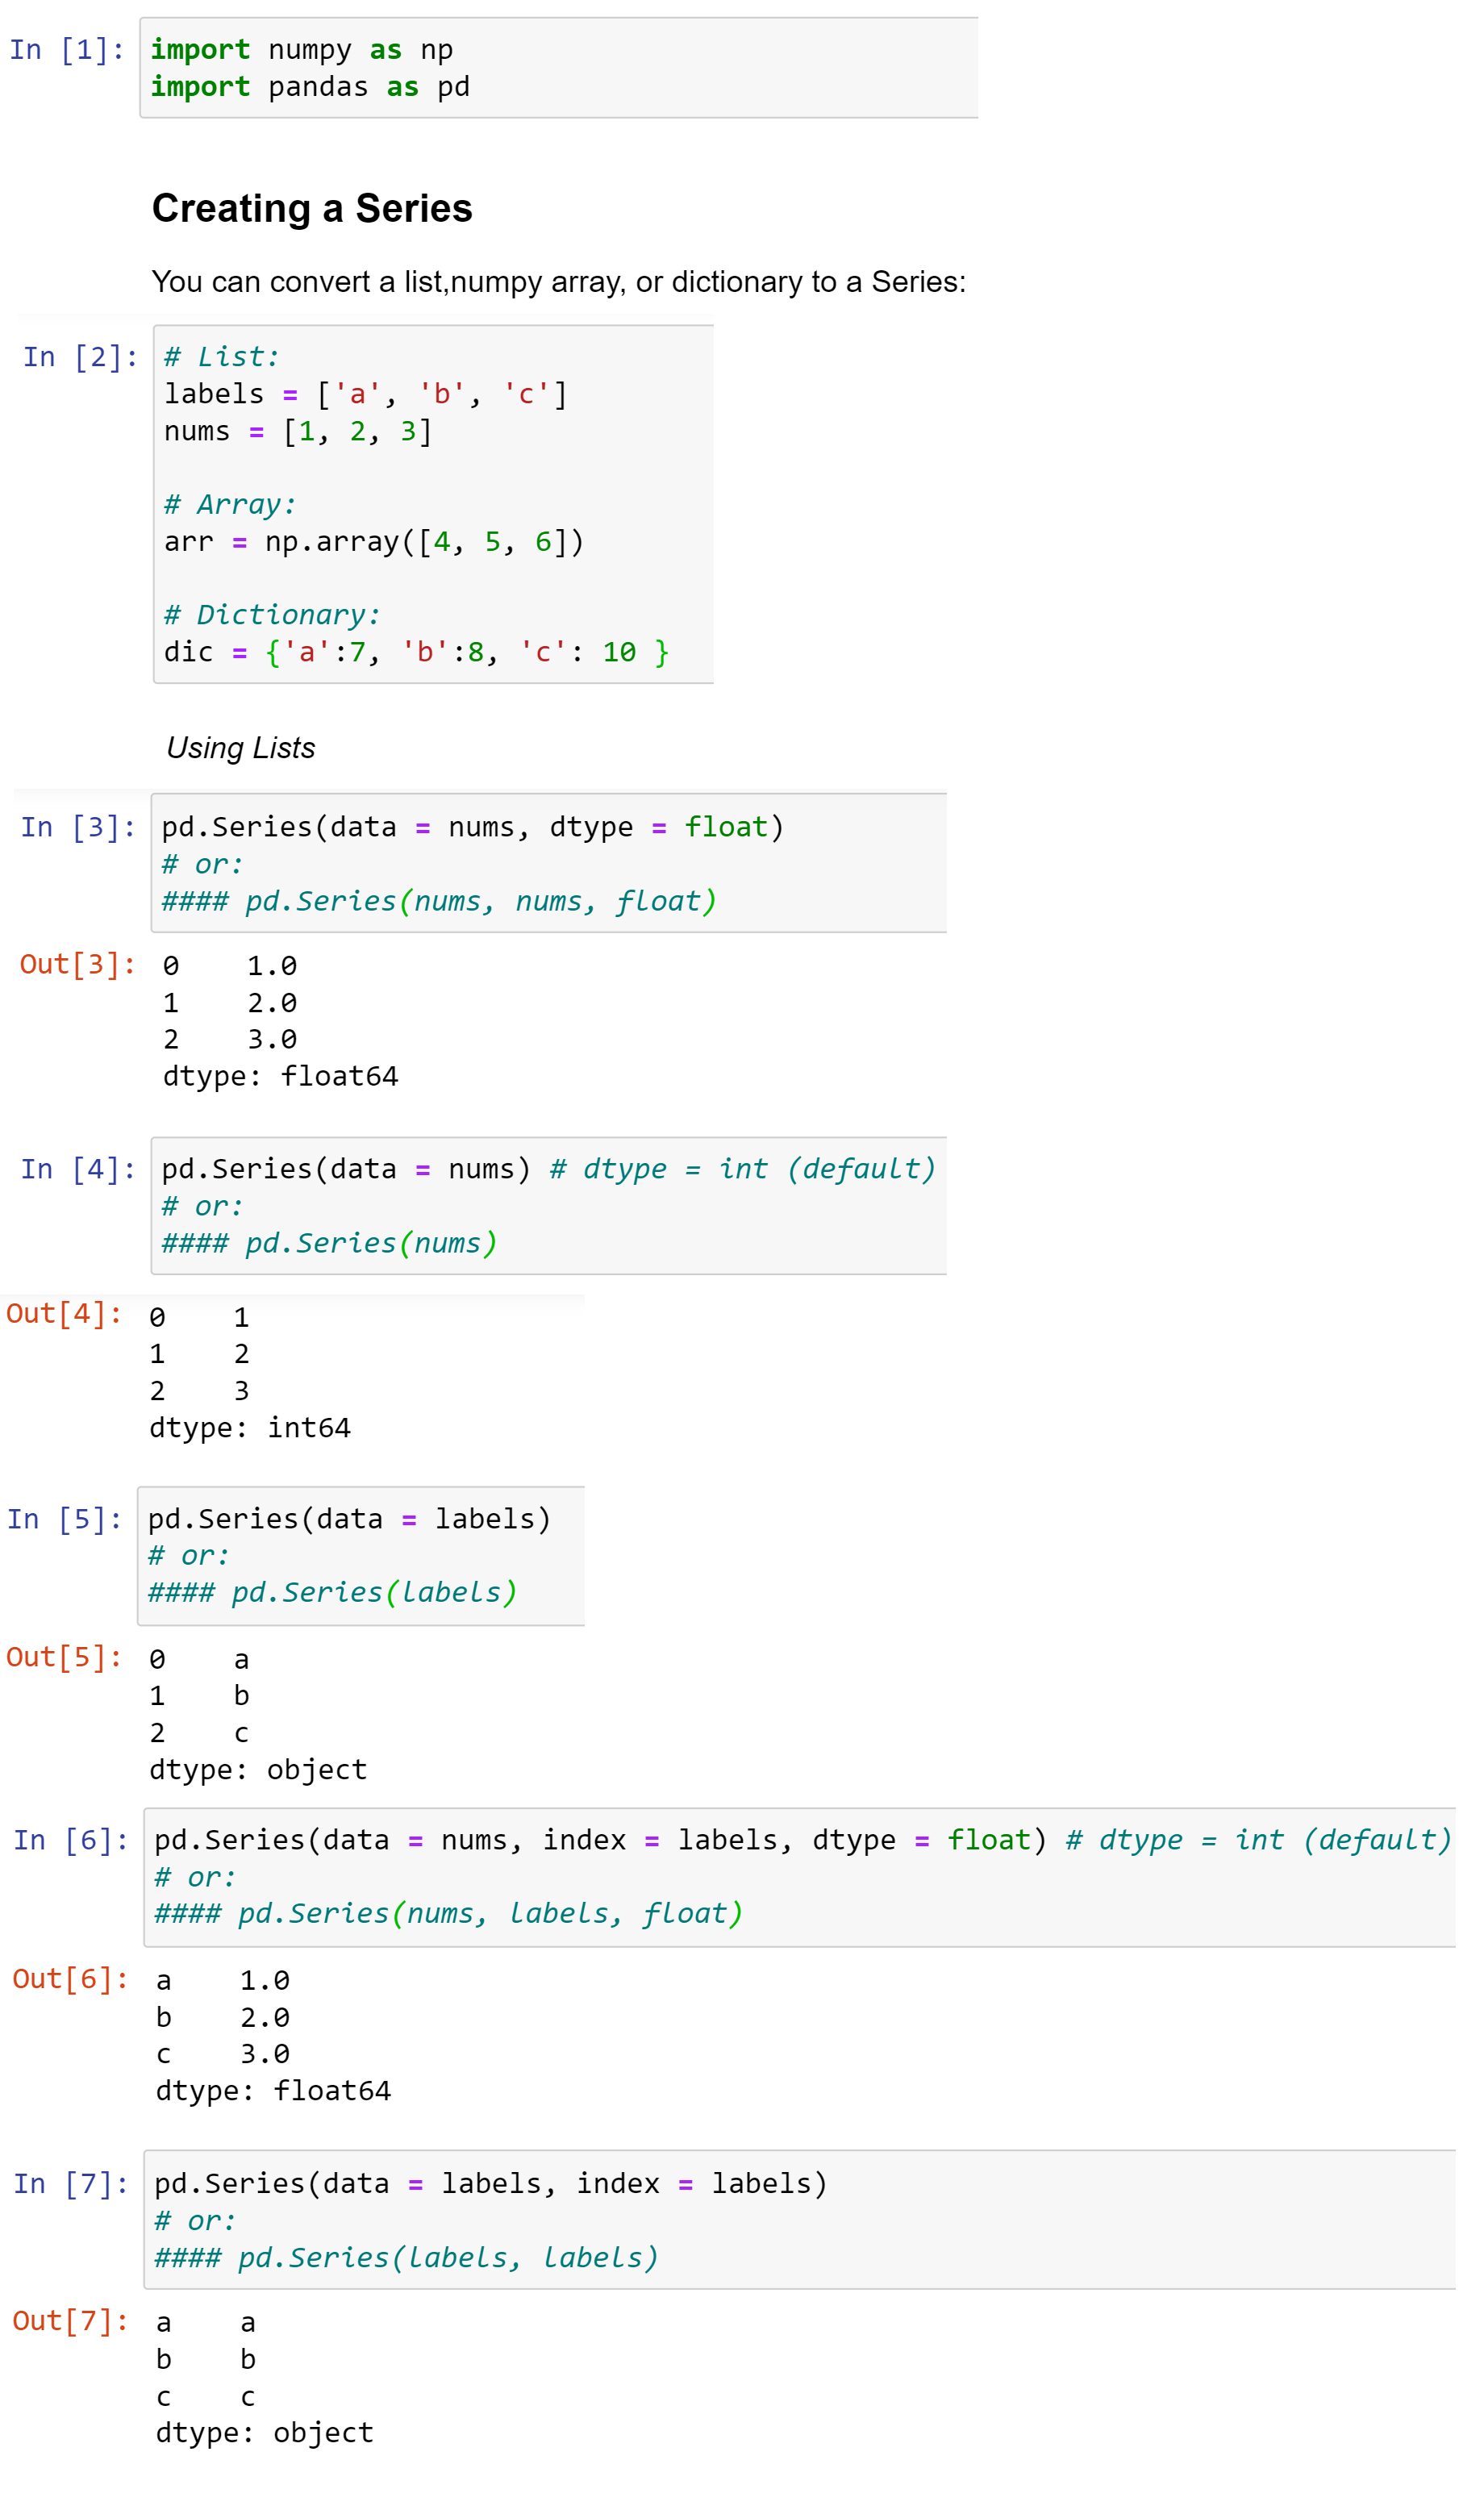 In [1]: import numpy as np
import pandas as pd
Creating a Series
You can convert a list,numpy array, or dictionary to a Series:
In [2]: # List:
labels = ['a', 'b', 'c']
nums = [1, 2, 3]
# Array:
arr = np.array([4, 5, 6])
# Dictionary:
dic = {'a':7, 'b':8, 'c': 10 }
Using Lists
In [3]: pd.Series(data = nums, dtype = float)
# or:
#### pd.Series(nums, nums, float)
Out[3]: 0    1.0
1    2.0
2    3.0
dtype: float64
In [4]: pd.Series(data = nums) # dtype = int (default)
# or:
#### pd.Series(nums)
Out[4]: 0    1
1    2
2    3
dtype: int64
In [5]: pd.Series(data = labels)
# or:
#### pd.Series(labels)
Out[5]: 0    a
1    b
2    c
dtype: object
In [6]: pd.Series(data = nums, index = labels, dtype = float) # dtype = int (default)
# or:
#### pd.Series(nums, labels, float)
Out[6]: a    1.0
b    2.0
c    3.0
dtype: float64
In [7]: pd.Series(data = labels, index = labels)
# or:
#### pd.Series(labels, labels)
Out[7]: a    a
b    b
c    c
dtype: object